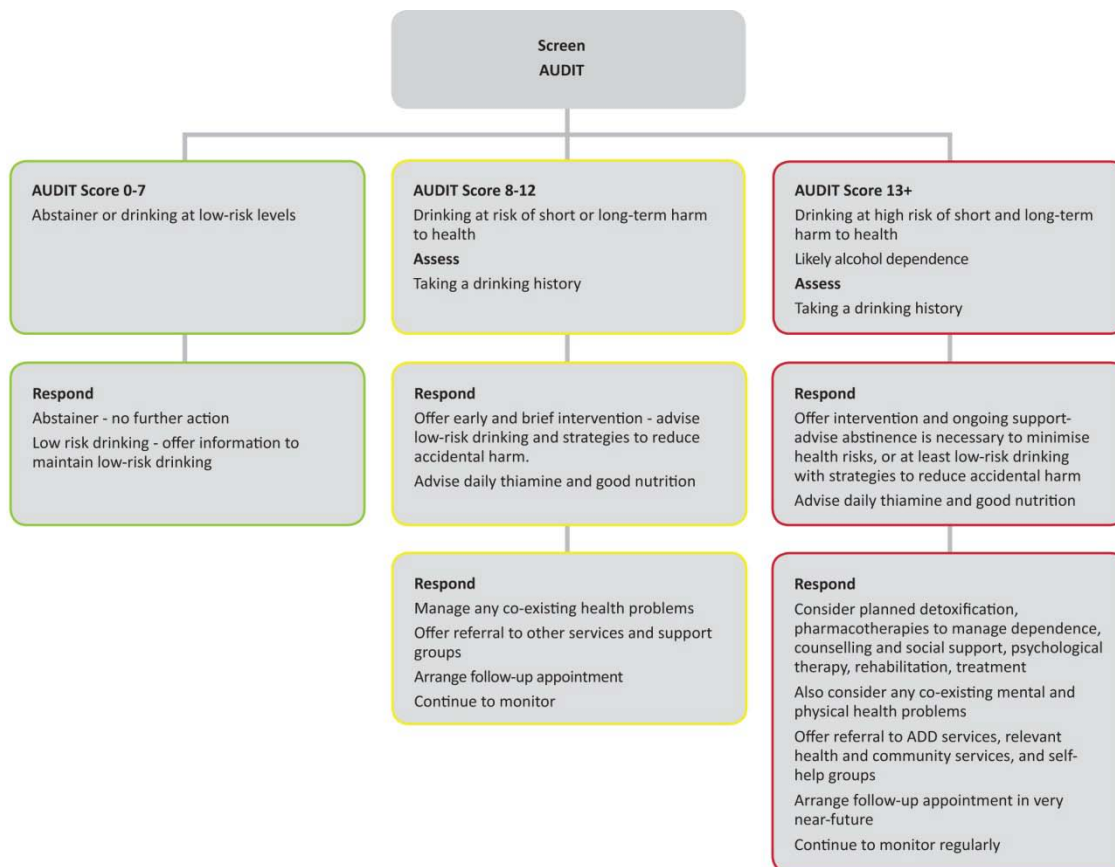 Screen
AUDIT
AUDIT Score 0-7
Abstainer or drinking at low-risk levels
Respond
Abstainer - no further action
Low risk drinking - offer information to
maintain low-risk drinking
AUDIT Score 8-12
Drinking at risk of short or long-term harm
to health
Assess
Taking a drinking history
Respond
Offer early and brief intervention - advise
low-risk drinking and strategies to reduce
accidental harm.
Advise daily thiamine and good nutrition
Respond
Manage any co-existing health problems
Offer referral to other services and support
groups
Arrange follow-up appointment
Continue to monitor
AUDIT Score 13+
Drinking at high risk of short and long-term
harm to health
Likely alcohol dependence
Assess
Taking a drinking history
Respond
Offer intervention and ongoing support-
advise abstinence is necessary to minimise
health risks, or at least low-risk drinking
with strategies to reduce accidental harm
Advise daily thiamine and good nutrition
Respond
Consider planned detoxification,
pharmacotherapies to manage dependence,
counselling and social support, psychological
therapy, rehabilitation, treatment
Also consider any co-existing mental and
physical health problems
Offer referral to ADD services, relevant
health and community services, and self-
help groups
Arrange follow-up appointment in very
near-future
Continue to monitor regularly